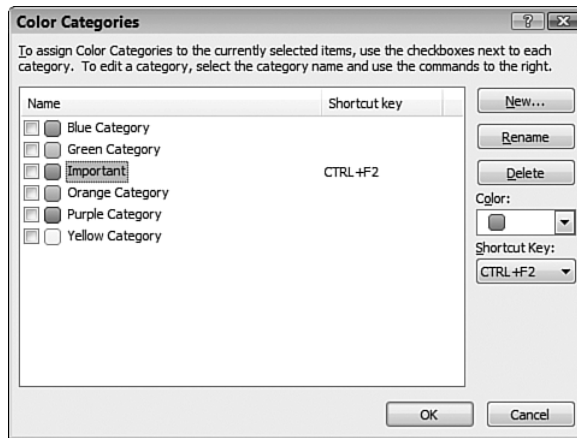 Color Categories
To assign Color Categories to the currently selected items, use the checkboxes next to each
category. To edit a category, select the category name and use the commands to the right.
Name Shortcut key
Blue Category
Green Category
Important CTRL+F2
Orange Category
Purple Category
Yellow Category
New...
Rename
Delete
Color:
Shortcut Key:
CTRL+F2
OK Cancel